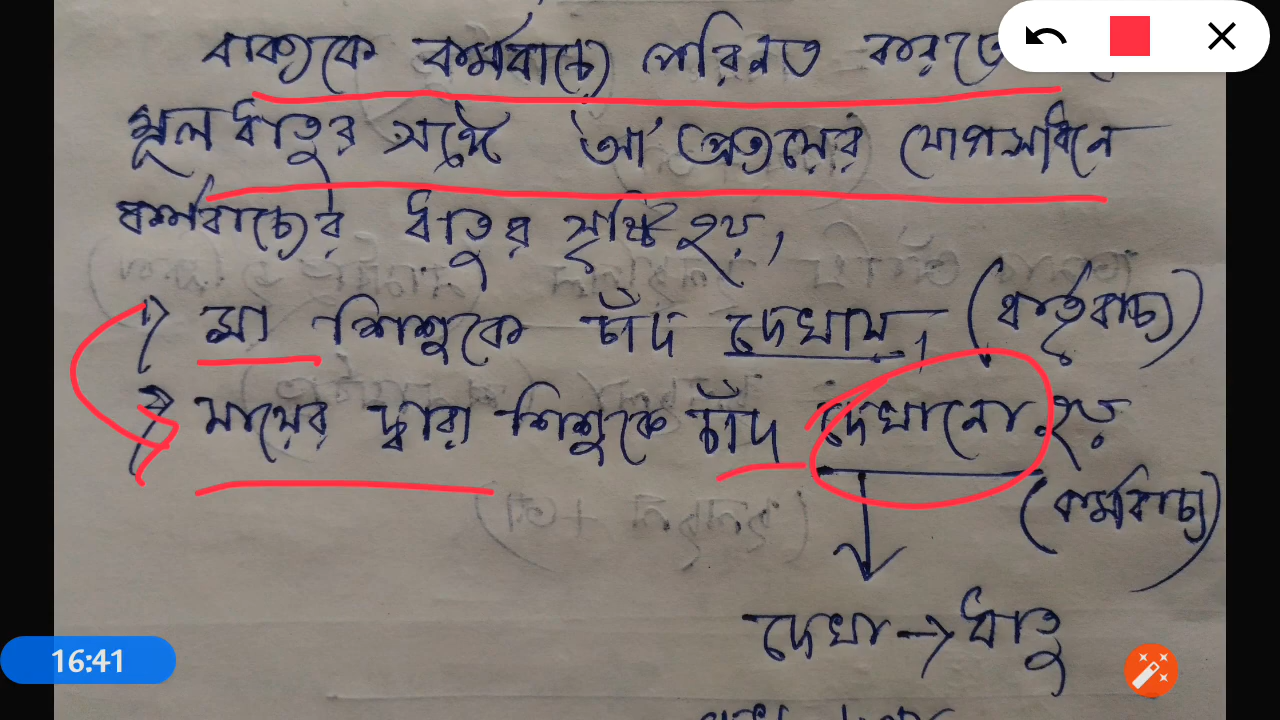 বাক্যকে কর্মবাচ্যে পরিনত করতে
মূল ধাতুর সঙ্গে 'আ' প্রত্যয়ের যোগসাধনে
কর্মবাচ্যের ধাতুর সৃষ্টি হয়,
১) মা শিশুকে চাঁদ দেখায়, (কর্তৃবাচ্য)
২) মায়ের দ্বারা শিশুকে চাঁদ দেখানো হয়
(কর্মবাচ্য)
দেখা → ধাতু
16:41